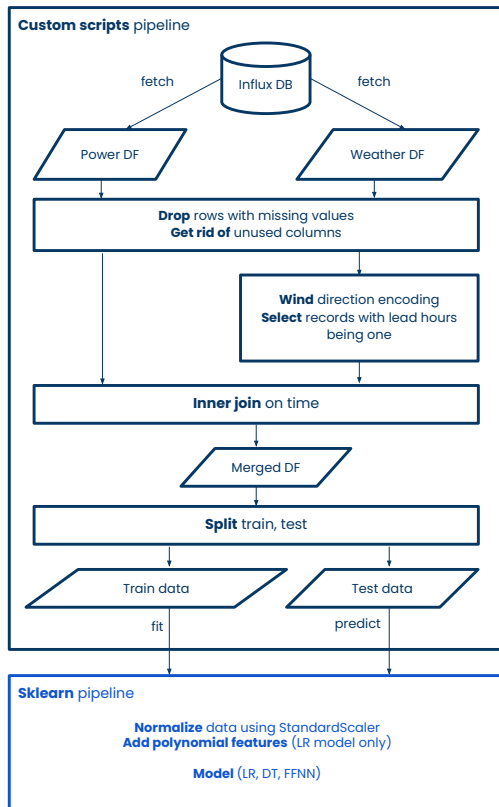 Custom scripts pipeline
fetch
Influx DB
fetch
Power DF
Weather DF
Drop rows with missing values
Get rid of unused columns
Wind direction encoding
Select records with lead hours
being one
Inner join on time
Merged DF
Split train, test
Train data
Test data
fit
predict
Sklearn pipeline
Normalize data using StandardScaler
Add polynomial features (LR model only)
Model (LR, DT, FFNN)